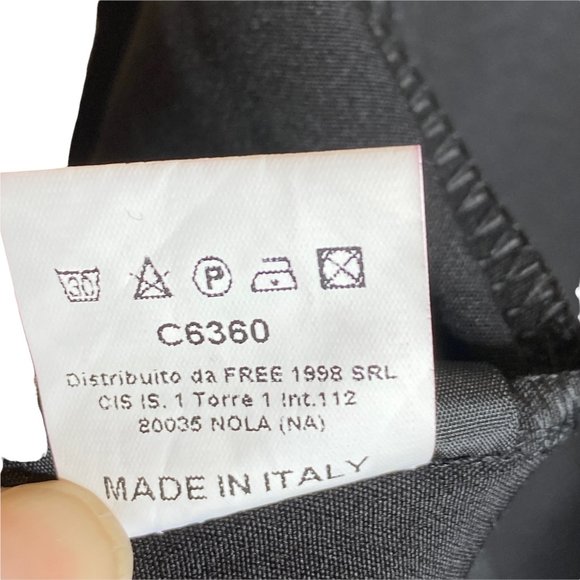 30 P
C6360
Distribuito da FREE 1998 SRL
CIS IS. 1 Torre 1 Int.112
80035 NOLA (NA)
MADE IN ITALY